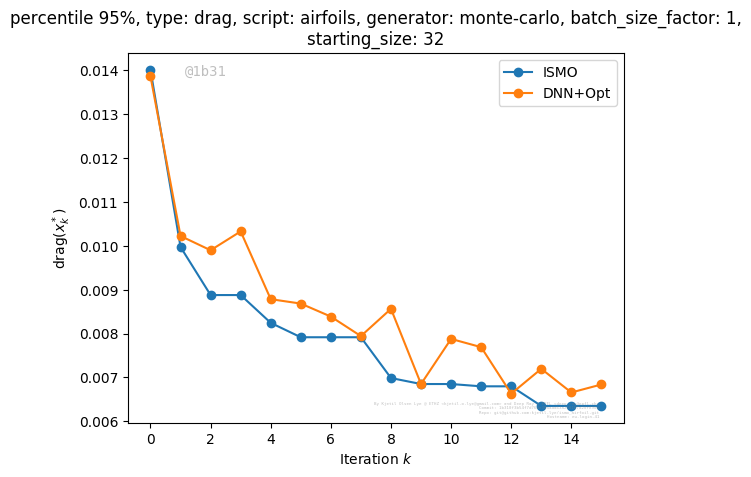 percentile 95%, type: drag, script: airfoils, generator: monte-carlo, batch_size_factor: 1,
starting_size: 32
@1b31
ISMO
DNN+Opt
0.014
0.013
0.012
0.011
0.010
0.009
0.008
0.007
0.006
drag(x*k)
0 2 4 6 8 10 12 14
Iteration k